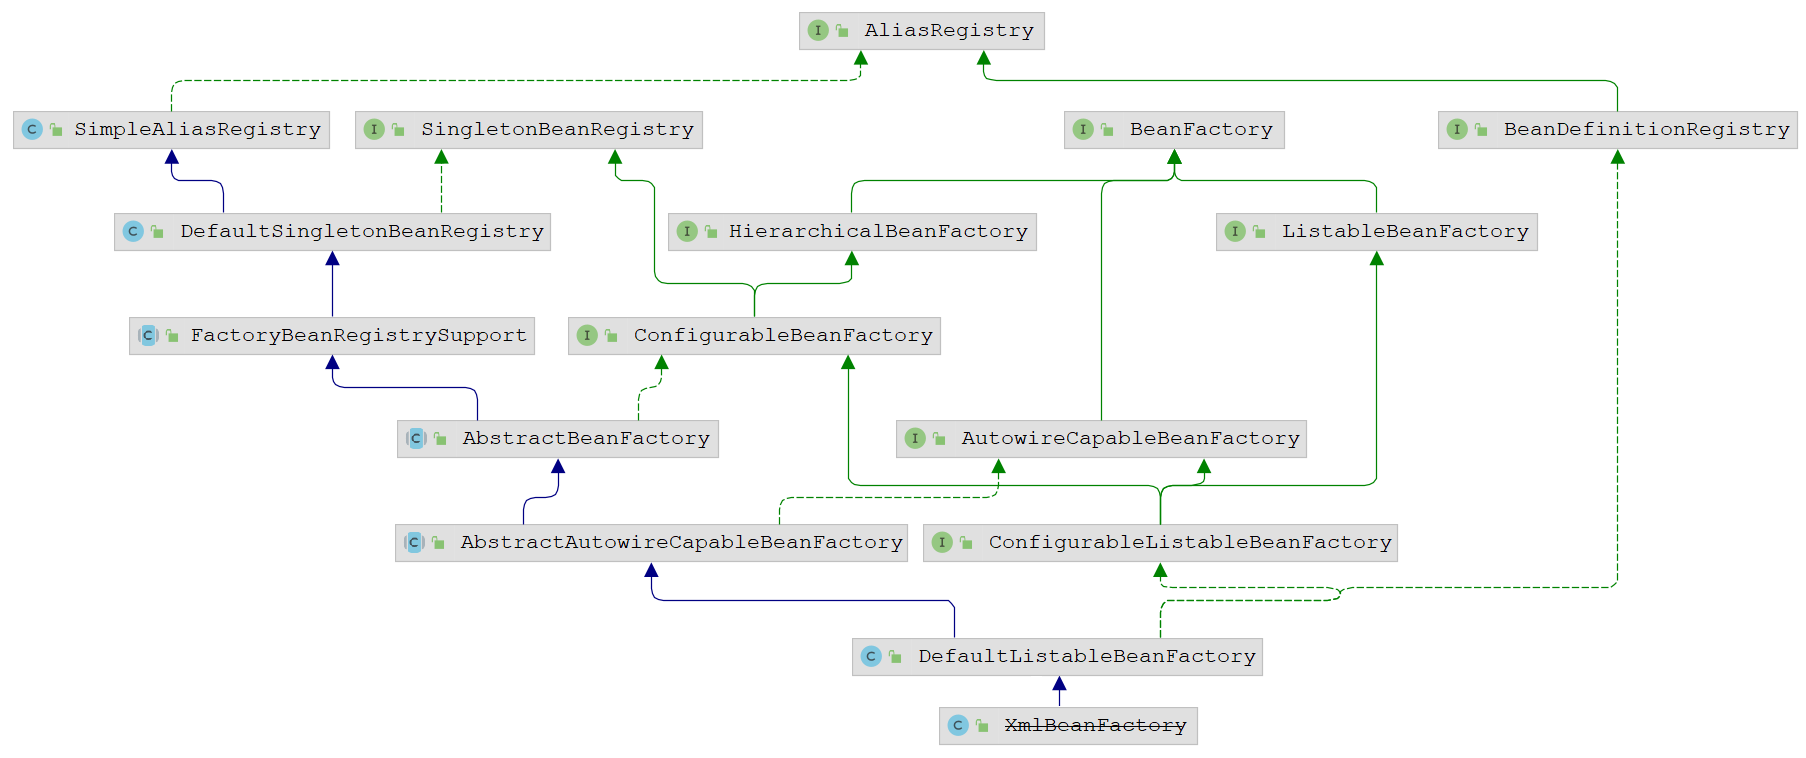 AliasRegistry
SimpleAliasRegistry
SingletonBeanRegistry
BeanFactory
BeanDefinitionRegistry
DefaultSingletonBeanRegistry
HierarchicalBeanFactory
ListableBeanFactory
FactoryBeanRegistrySupport
ConfigurableBeanFactory
AbstractBeanFactory
AutowireCapableBeanFactory
AbstractAutowireCapableBeanFactory
ConfigurableListableBeanFactory
DefaultListableBeanFactory
XmlBeanFactory